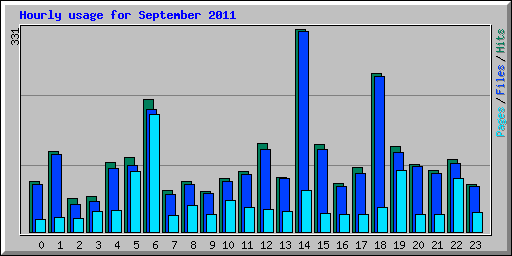 Hourly usage for September 2011
331
Pages/Files/Hits
0 1 2 3 4 5 6 7 8 9 10 11 12 13 14 15 16 17 18 19 20 21 22 23